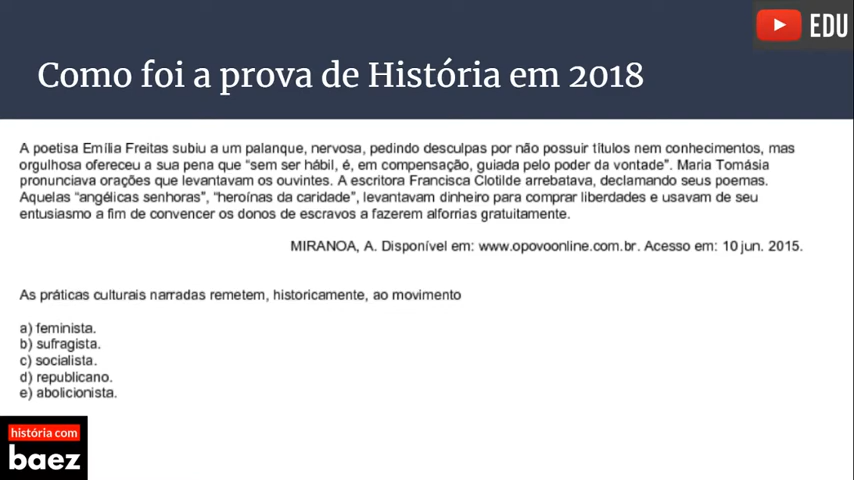 EDU
Como foi a prova de História em 2018
A poetisa Emília Freitas subiu a um palanque, nervosa, pedindo desculpas por não possuir títulos nem conhecimentos, mas
orgulhosa ofereceu a sua pena que “sem ser hábil, é, em compensação, guiada pelo poder da vontade”. Maria Tomásia
pronunciava orações que levantavam os ouvintes. A escritora Francisca Clotilde arrebatava, declamando seus poemas.
Aquelas “angélicas senhoras”, “heroínas da caridade”, levantavam dinheiro para comprar liberdades e usavam de seu
entusiasmo a fim de convencer os donos de escravos a fazerem alforrias gratuitamente.
MIRANOA, A. Disponível em: www.opovoonline.com.br. Acesso em: 10 jun. 2015.
As práticas culturais narradas remetem, historicamente, ao movimento
a) feminista.
b) sufragista.
c) socialista.
d) republicano.
e) abolicionista.
história com
baez